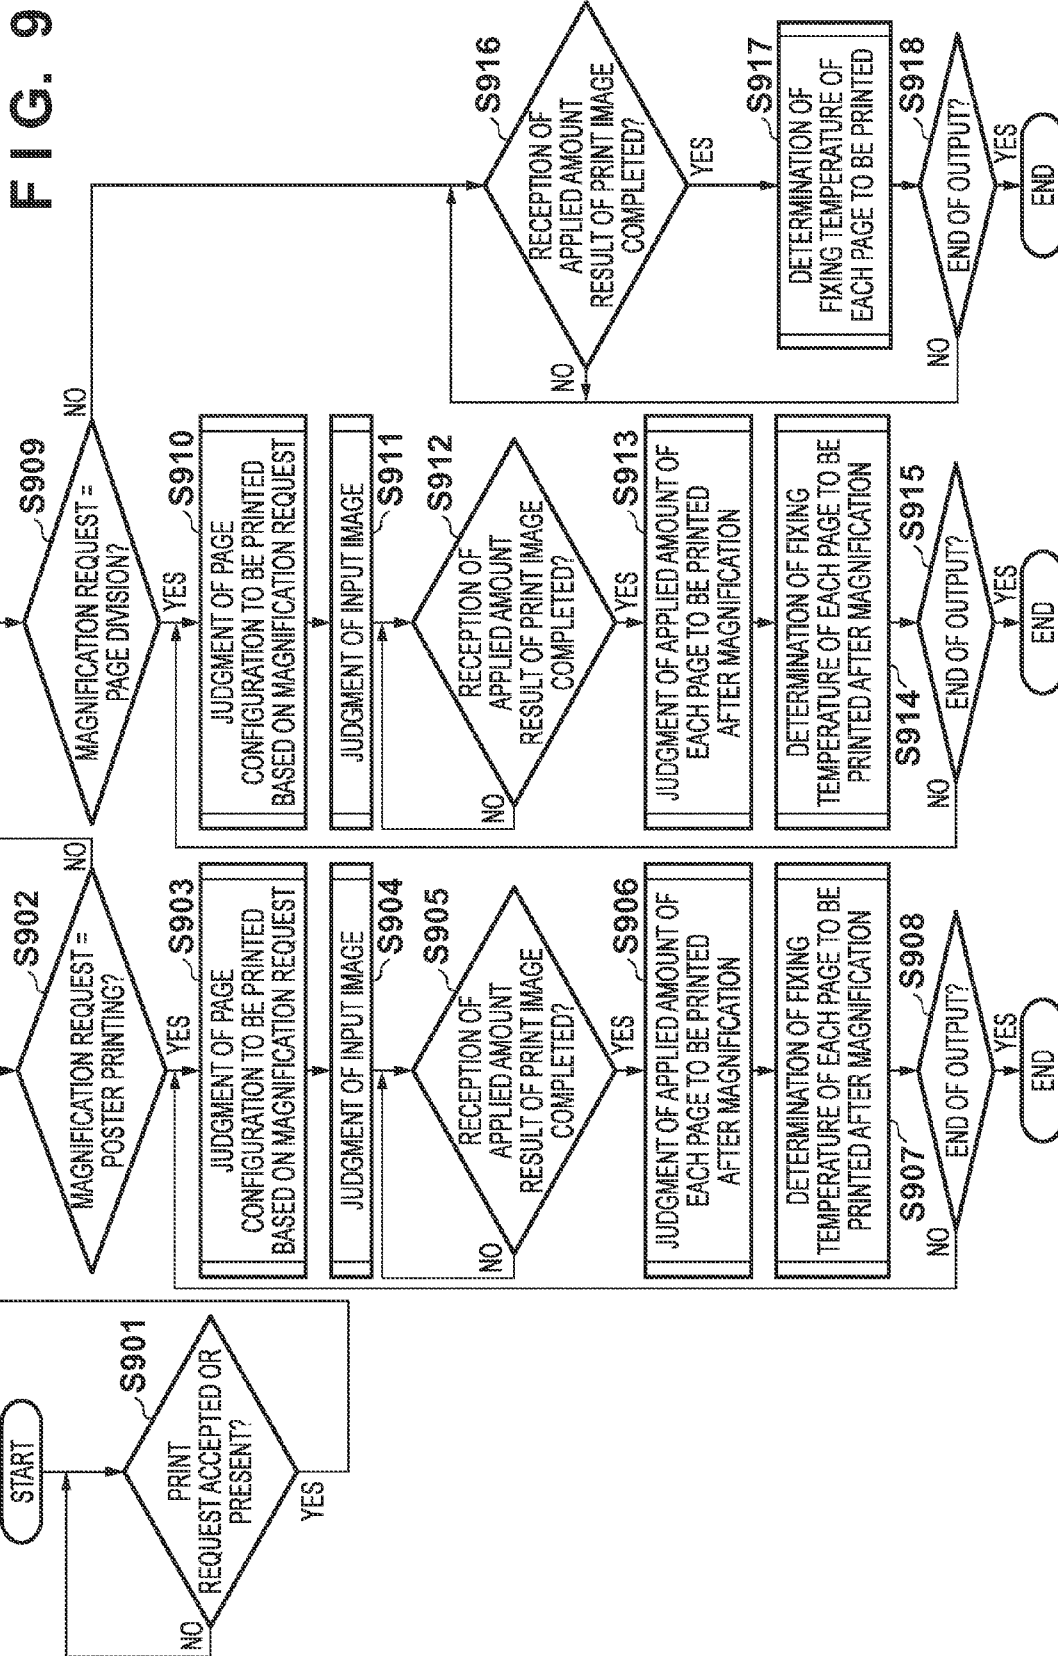 FIG. 9
START
PRINT
REQUEST ACCEPTED OR
PRESENT?
S901
NO
YES
MAGNIFICATION REQUEST =
POSTER PRINTING?
S902
NO
YES
JUDGMENT OF PAGE
CONFIGURATION TO BE PRINTED
BASED ON MAGNIFICATION REQUEST
S903
JUDGMENT OF INPUT IMAGE
S904
RECEPTION OF
APPLIED AMOUNT
RESULT OF PRINT IMAGE
COMPLETED?
S905
NO
YES
JUDGMENT OF APPLIED AMOUNT OF
EACH PAGE TO BE PRINTED
AFTER MAGNIFICATION
S906
DETERMINATION OF FIXING
TEMPERATURE OF EACH PAGE TO BE
PRINTED AFTER MAGNIFICATION
S907
END OF OUTPUT?
S908
NO
YES
END
MAGNIFICATION REQUEST =
PAGE DIVISION?
S909
NO
YES
JUDGMENT OF PAGE
CONFIGURATION TO BE PRINTED
BASED ON MAGNIFICATION REQUEST
S910
JUDGMENT OF INPUT IMAGE
S911
RECEPTION OF
APPLIED AMOUNT
RESULT OF PRINT IMAGE
COMPLETED?
S912
NO
YES
JUDGMENT OF APPLIED AMOUNT OF
EACH PAGE TO BE PRINTED
AFTER MAGNIFICATION
S913
DETERMINATION OF FIXING
TEMPERATURE OF EACH PAGE TO BE
PRINTED AFTER MAGNIFICATION
S914
END OF OUTPUT?
S915
NO
YES
END
RECEPTION OF
APPLIED AMOUNT
RESULT OF PRINT IMAGE
COMPLETED?
S916
NO
YES
DETERMINATION OF
FIXING TEMPERATURE OF
EACH PAGE TO BE PRINTED
S917
END OF OUTPUT?
S918
NO
YES
END